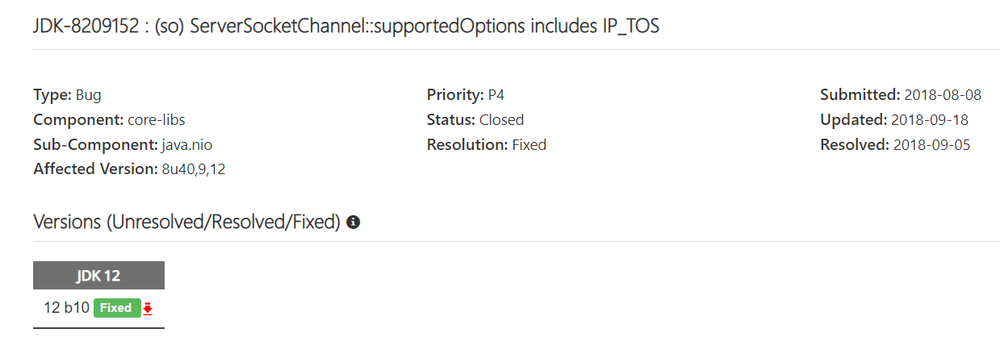 JDK-8209152 : (so) ServerSocketChannel::supportedOptions includes IP_TOS
Type: Bug
Component: core-libs
Sub-Component: java.nio
Affected Version: 8u40,9,12
Priority: P4
Status: Closed
Resolution: Fixed
Submitted: 2018-08-08
Updated: 2018-09-18
Resolved: 2018-09-05
Versions (Unresolved/Resolved/Fixed)
JDK 12
12 b10 Fixed